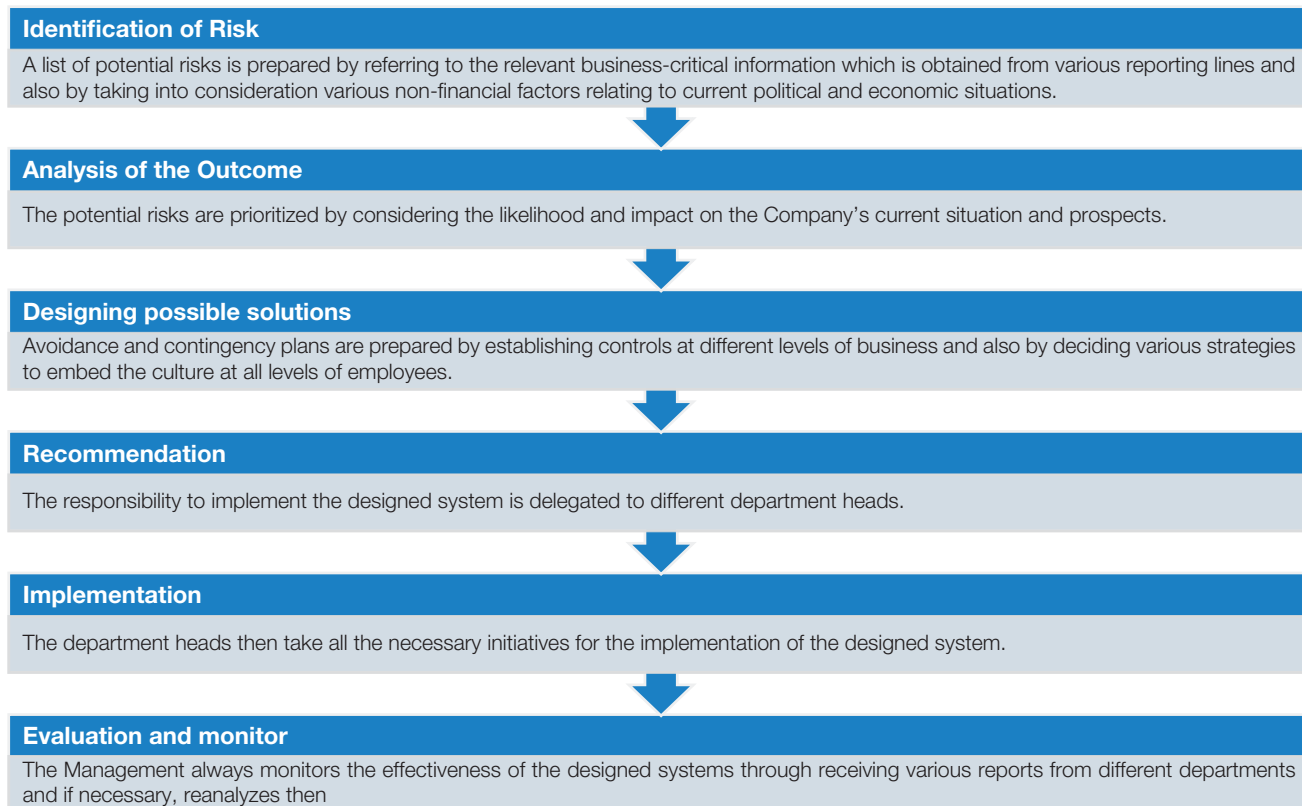 Identification of Risk
A list of potential risks is prepared by referring to the relevant business-critical information which is obtained from various reporting lines and
also by taking into consideration various non-financial factors relating to current political and economic situations.
Analysis of the Outcome
The potential risks are prioritized by considering the likelihood and impact on the Company’s current situation and prospects.
Designing possible solutions
Avoidance and contingency plans are prepared by establishing controls at different levels of business and also by deciding various strategies
to embed the culture at all levels of employees.
Recommendation
The responsibility to implement the designed system is delegated to different department heads.
Implementation
The department heads then take all the necessary initiatives for the implementation of the designed system.
Evaluation and monitor
The Management always monitors the effectiveness of the designed systems through receiving various reports from different departments
and if necessary, reanalyzes then